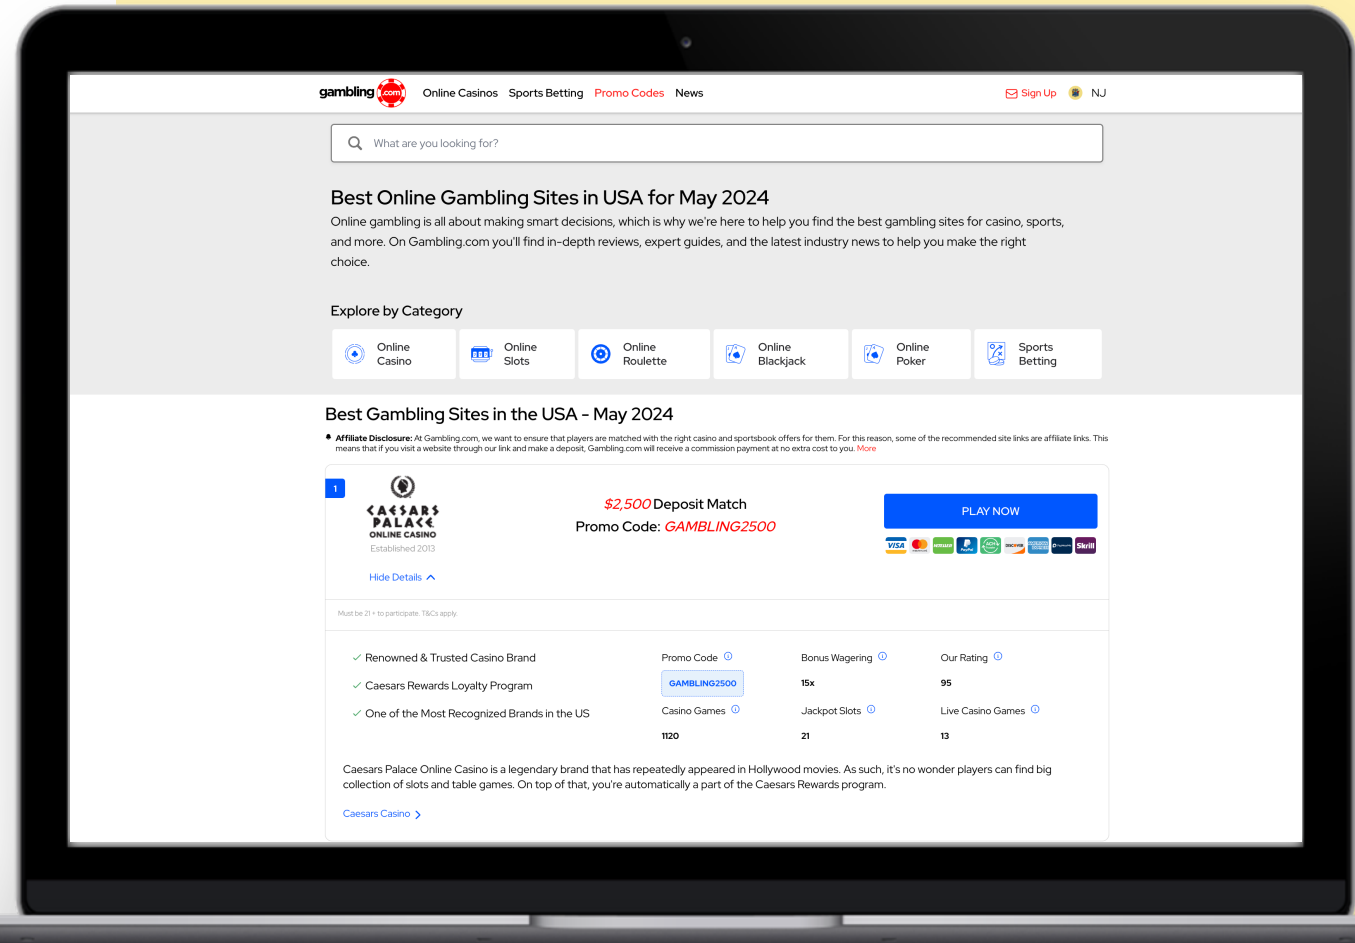 gambling .com Online Casinos Sports Betting Promo Codes News Sign Up NJ
What are you looking for?
Best Online Gambling Sites in USA for May 2024
Online gambling is all about making smart decisions, which is why we're here to help you find the best gambling sites for casino, sports,
and more. On Gambling.com you'll find in-depth reviews, expert guides, and the latest industry news to help you make the right
choice.
Explore by Category
Online Casino
Online Slots
Online Roulette
Online Blackjack
Online Poker
Sports Betting
Best Gambling Sites in the USA - May 2024
Affiliate Disclosure: At Gambling.com, we want to ensure that players are matched with the right casino and sportsbook offers for them. For this reason, some of the recommended site links are affiliate links. This
means that if you visit a website through our link and make a deposit, Gambling.com will receive a commission payment at no extra cost to you. More
1
CAESARS
PALACE
ONLINE CASINO
Established 2013
Hide Details
$2,500 Deposit Match
Promo Code: GAMBLING2500
PLAY NOW
VISA PayPal ACH DISCOVER Skrill
Must be 21 + to participate. T&Cs apply.
Renowned & Trusted Casino Brand
Caesars Rewards Loyalty Program
One of the Most Recognized Brands in the US
Promo Code Bonus Wagering Our Rating
GAMBLING2500 15x 95
Casino Games Jackpot Slots Live Casino Games
1120 21 13
Caesars Palace Online Casino is a legendary brand that has repeatedly appeared in Hollywood movies. As such, it's no wonder players can find big
collection of slots and table games. On top of that, you're automatically a part of the Caesars Rewards program.
Caesars Casino